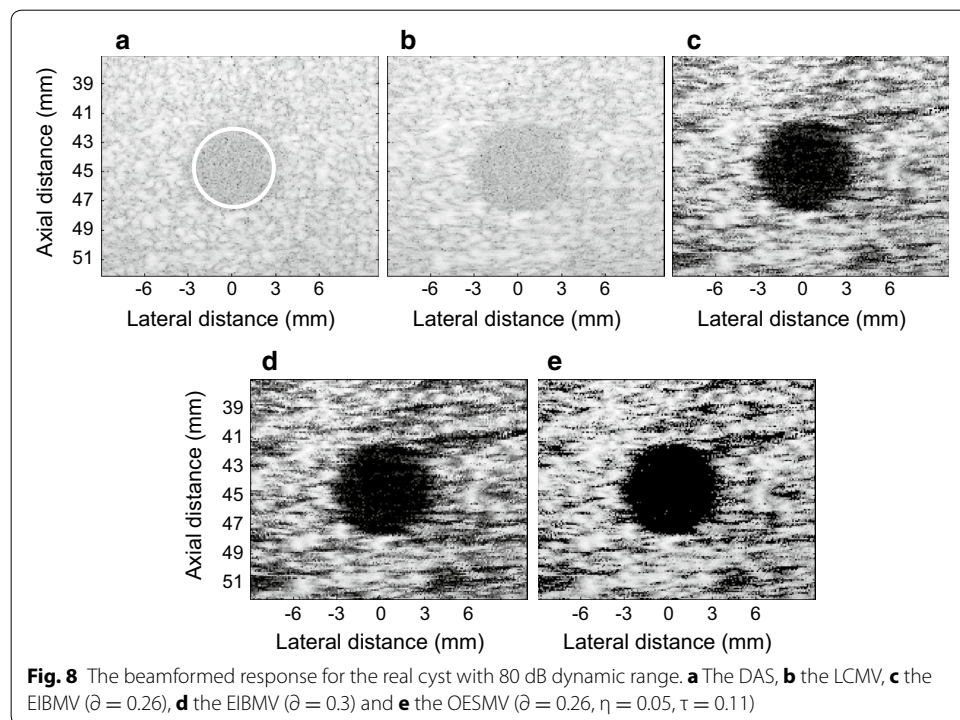 a
b
c
Axial distance (mm)
39
41
43
45
47
49
51
-6 -3 0 3 6
-6 -3 0 3 6
-6 -3 0 3 6
Lateral distance (mm)
Lateral distance (mm)
Lateral distance (mm)
d
e
Axial distance (mm)
39
41
43
45
47
49
51
-6 -3 0 3 6
-6 -3 0 3 6
Lateral distance (mm)
Lateral distance (mm)
Fig. 8 The beamformed response for the real cyst with 80 dB dynamic range. a The DAS, b the LCMV, c the
EIBMV (∂ = 0.26), d the EIBMV (∂ = 0.3) and e the OESMV (∂ = 0.26, η = 0.05, τ = 0.11)